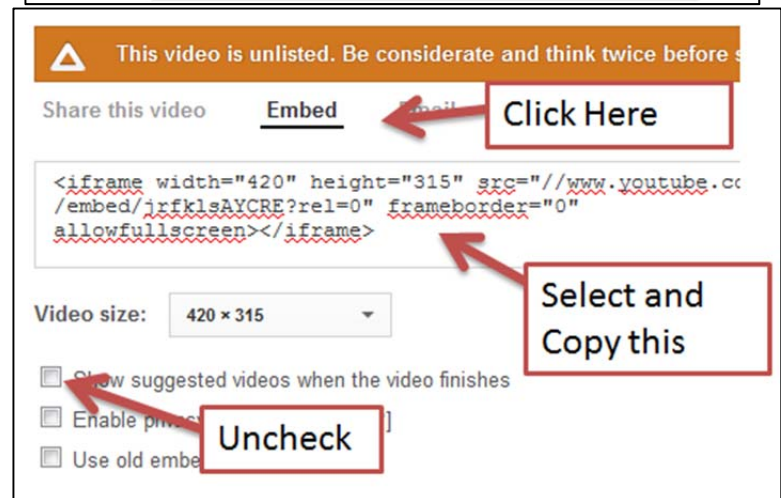 This video is unlisted. Be considerate and think twice before
Share this video Embed Email
Click Here
<iframe width="420" height="315" src="//www.youtube.co
/embed/jrfklsAYCRE?rel=0" frameborder="0"
allowfullscreen></iframe>
Select and
Copy this
Video size: 420 × 315
Show suggested videos when the video finishes
Enable
Uncheck
Use old